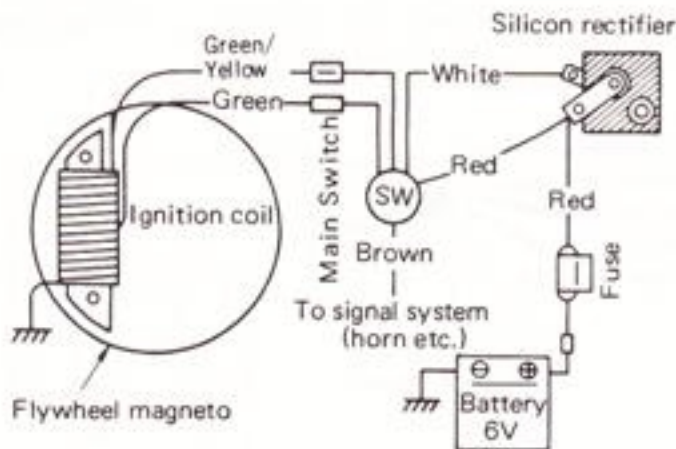 Silicon rectifier
Green/
Yellow
White
Green
Main Switch
Red
SW
Ignition coil
Red
Brown
Fuse
To signal system
(horn etc.)
Flywheel magneto
⊖ ⊕
Battery
6V